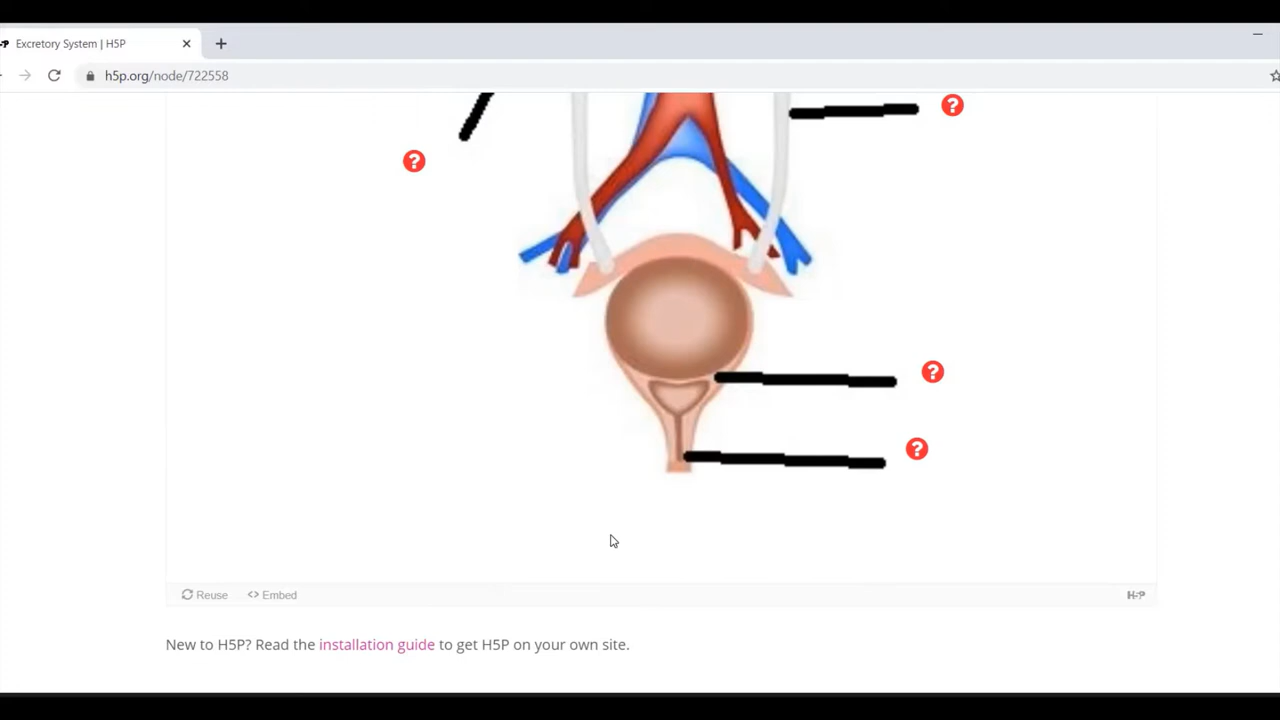 Excretory System | H5P
h5p.org/node/722558
?
?
?
?
Reuse
Embed
H-P
New to H5P? Read the installation guide to get H5P on your own site.